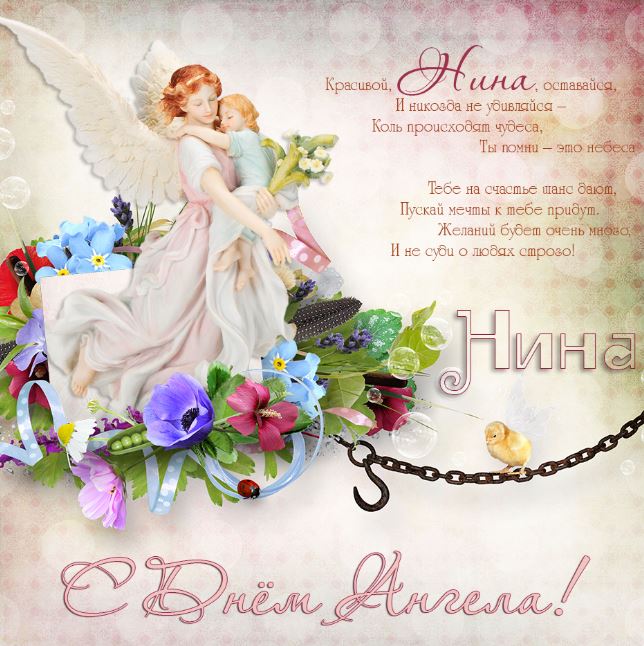 Красивой, Нина, оставайся,
И никогда не удивляйся –
Коль происходят чудеса,
Ты помни – это небеса
Тебе на счастье шанс дают,
Пускай мечты к тебе придут.
Желаний будет очень много,
И не суди о людях строго!
Нина
С Днём Ангела!